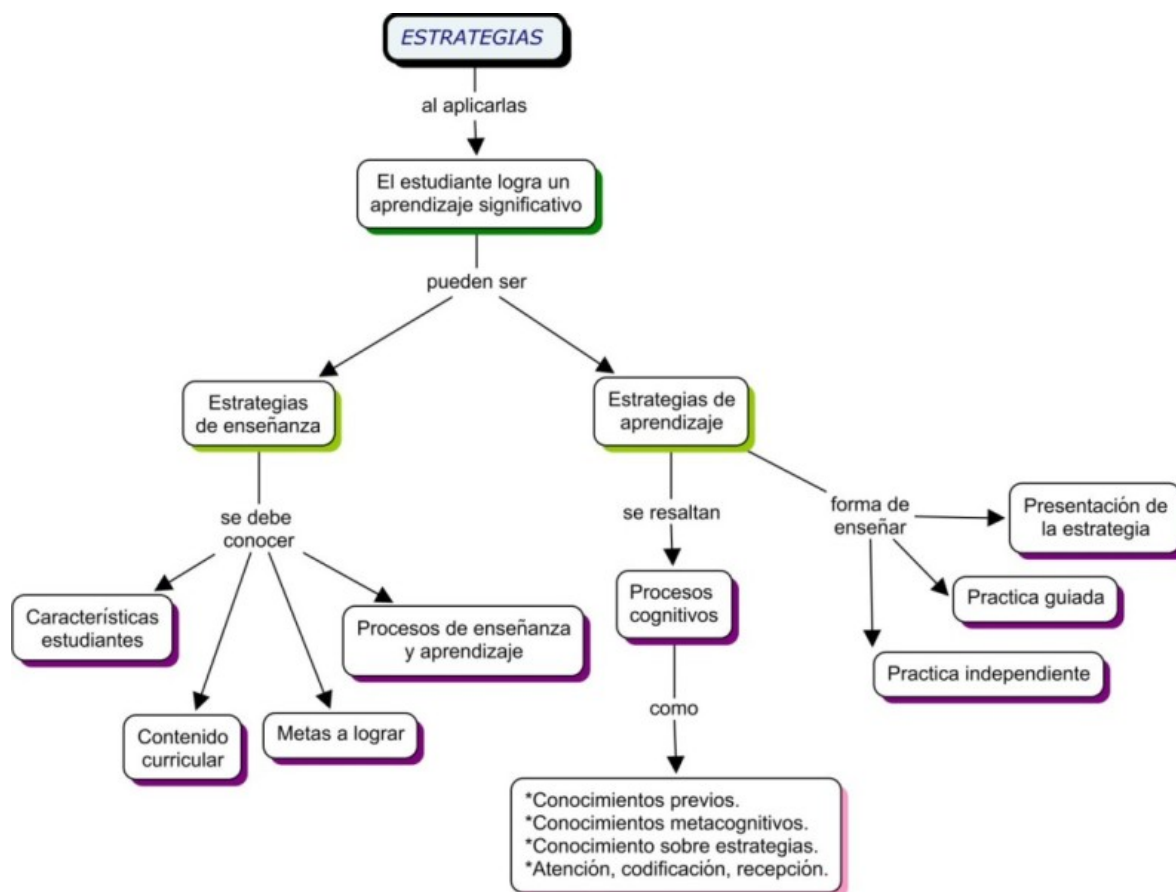 ESTRATEGIAS
al aplicarlas
El estudiante logra un
aprendizaje significativo
pueden ser
Estrategias
de enseñanza
Estrategias de
aprendizaje
se debe
conocer
se resaltan
forma de
enseñar
Presentación de
la estrategia
Características
estudiantes
Procesos de enseñanza
y aprendizaje
Procesos
cognitivos
Practica guiada
Practica independiente
Contenido
curricular
Metas a lograr
como
*Conocimientos previos.
*Conocimientos metacognitivos.
*Conocimiento sobre estrategias.
*Atención, codificación, recepción.